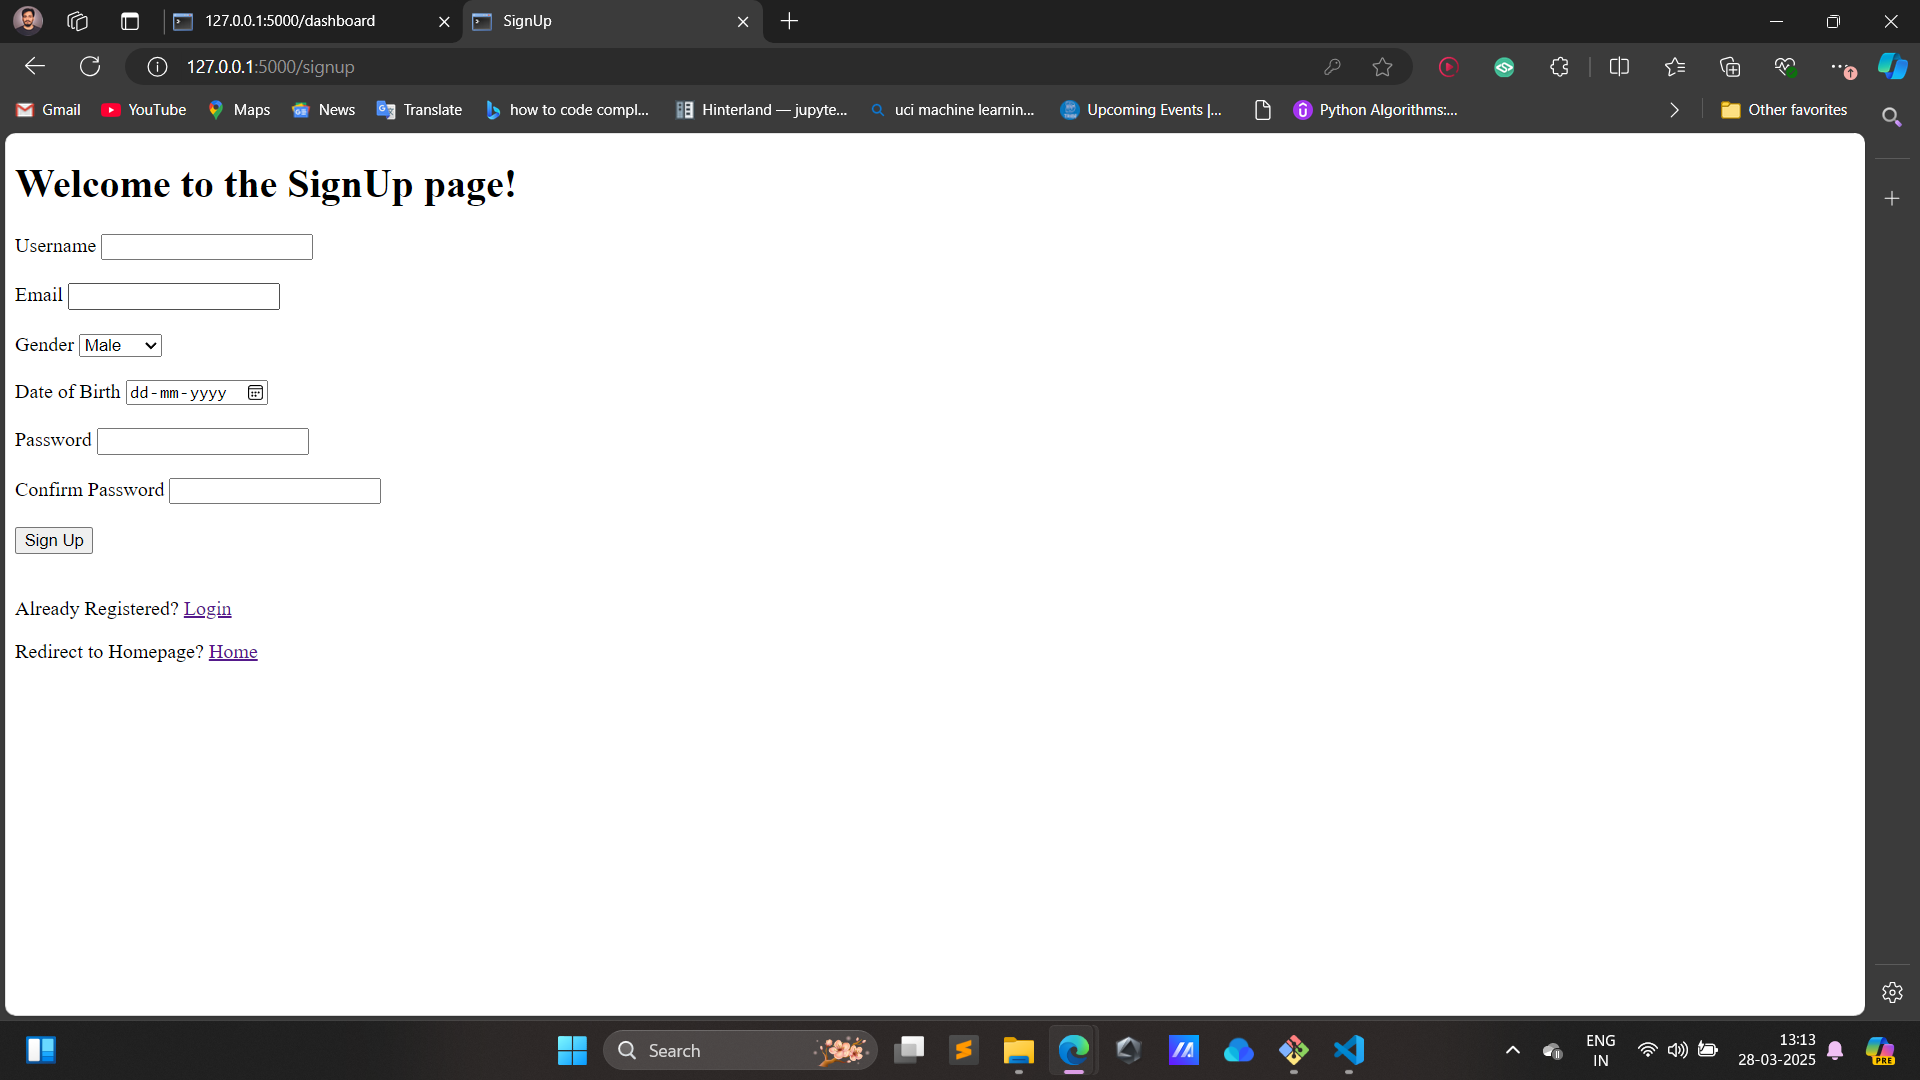 127.0.0.1:5000/dashboard
SignUp
127.0.0.1:5000/signup
Gmail
YouTube
Maps
News
Translate
how to code compl...
Hinterland — jupyte...
uci machine learnin...
Upcoming Events |...
Python Algorithms:...
Other favorites
Welcome to the SignUp page!
Username
Email
Gender Male
Date of Birth dd-mm-yyyy
Password
Confirm Password
Sign Up
Already Registered? Login
Redirect to Homepage? Home
Search
ENG
IN
13:13
28-03-2025
PRE